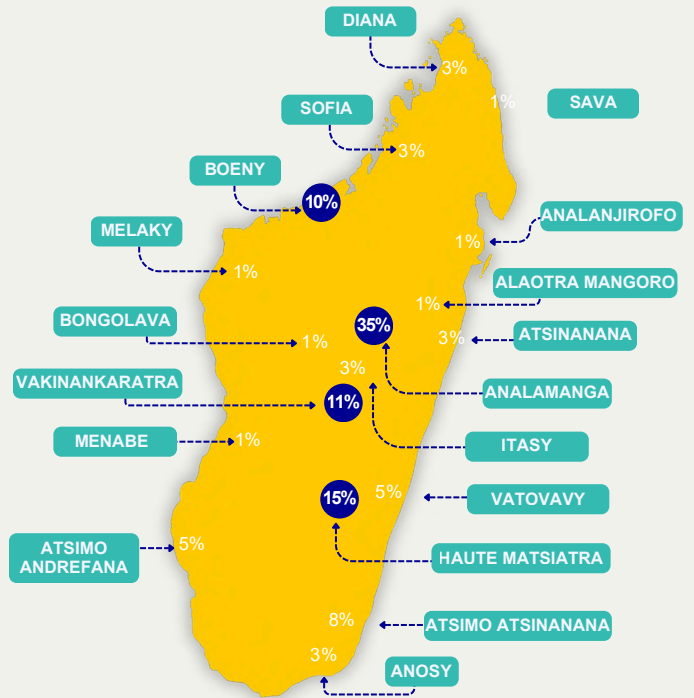 DIANA
3%
1%
SAVA
SOFIA
3%
BOENY
10%
ANALANJIROFO
1%
MELAKY
1%
ALAOTRA MANGORO
1%
BONGOLAVA
1%
35%
3%
ATSINANANA
3%
VAKINANKARATRA
11%
ANALAMANGA
MENABE
1%
ITASY
15%
5%
VATOVAVY
ATSIMO
ANDREFANA
5%
HAUTE MATSIATRA
8%
ATSIMO ATSINANANA
3%
ANOSY